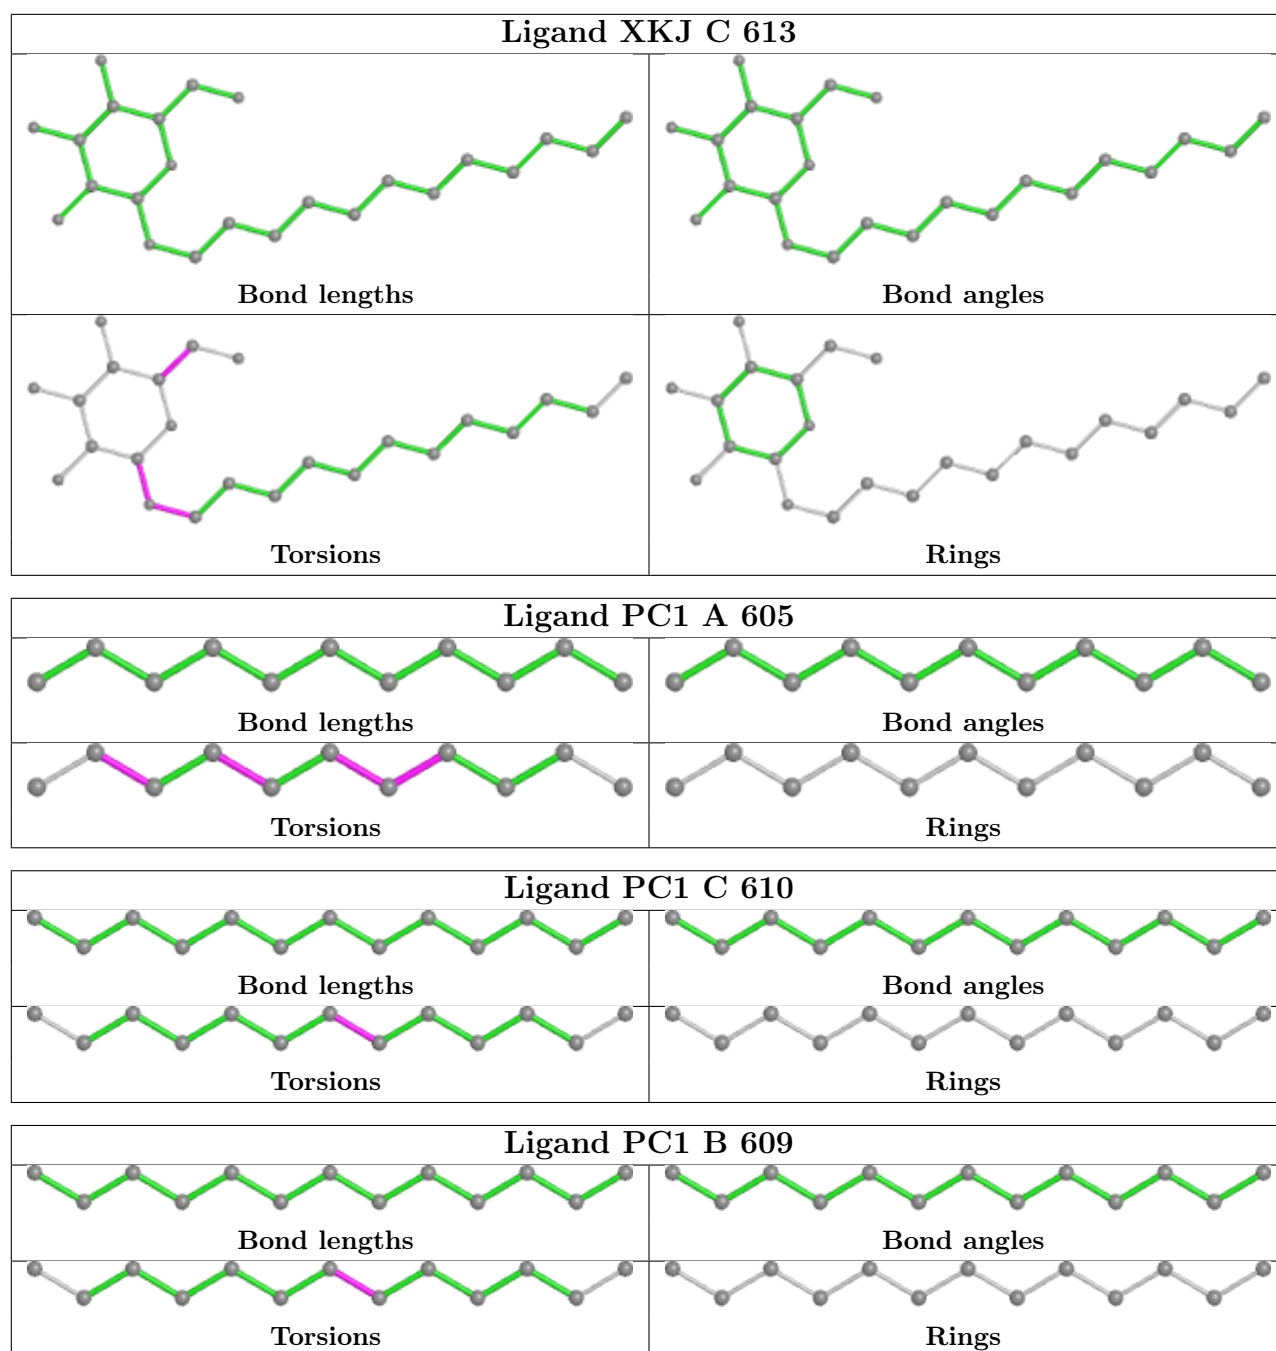 Ligand XKJ C 613
Bond lengths
Bond angles
Torsions
Rings
Ligand PC1 A 605
Bond lengths
Bond angles
Torsions
Rings
Ligand PC1 C 610
Bond lengths
Bond angles
Torsions
Rings
Ligand PC1 B 609
Bond lengths
Bond angles
Torsions
Rings